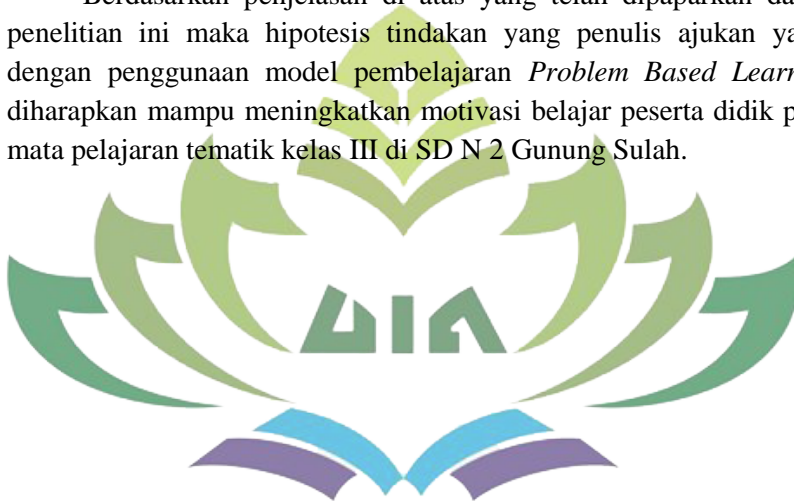 Berdasarkan penjelasan di atas yang telah dipaparkan
penelitian ini maka hipotesis tindakan yang penulis ajukan
dengan penggunaan model pembelajaran Problem Based
diharapkan mampu meningkatkan motivasi belajar peserta didik
mata pelajaran tematik kelas III di SD N 2 Gunung Sulah.
UIN